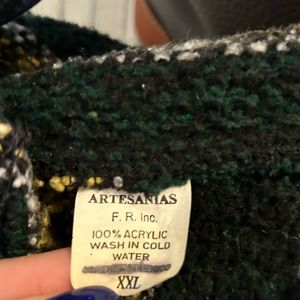 ARTESANIAS
F. R. Inc.
100% ACRYLIC
WASH IN COLD
WATER
MADE IN MEXICO
XXL